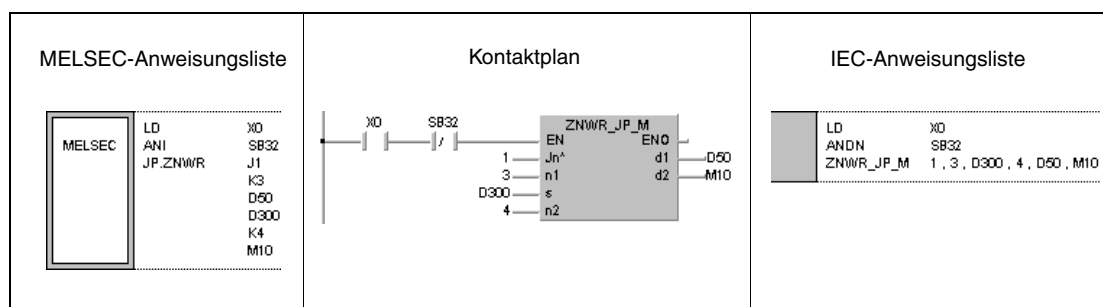 MELSEC-Anweisungsliste
Kontaktplan
IEC-Anweisungsliste
MELSEC
LD X0
ANI SB32
JP.ZNWR J1
K3
D50
D300
K4
M10
X0 SB32
ZNWR_JP_M
EN ENO
1 Jn^ d1 D50
3 n1 d2 M10
D300 s
4 n2
LD X0
ANDN SB32
ZNWR_JP_M 1 , 3 , D300 , 4 , D50 , M10